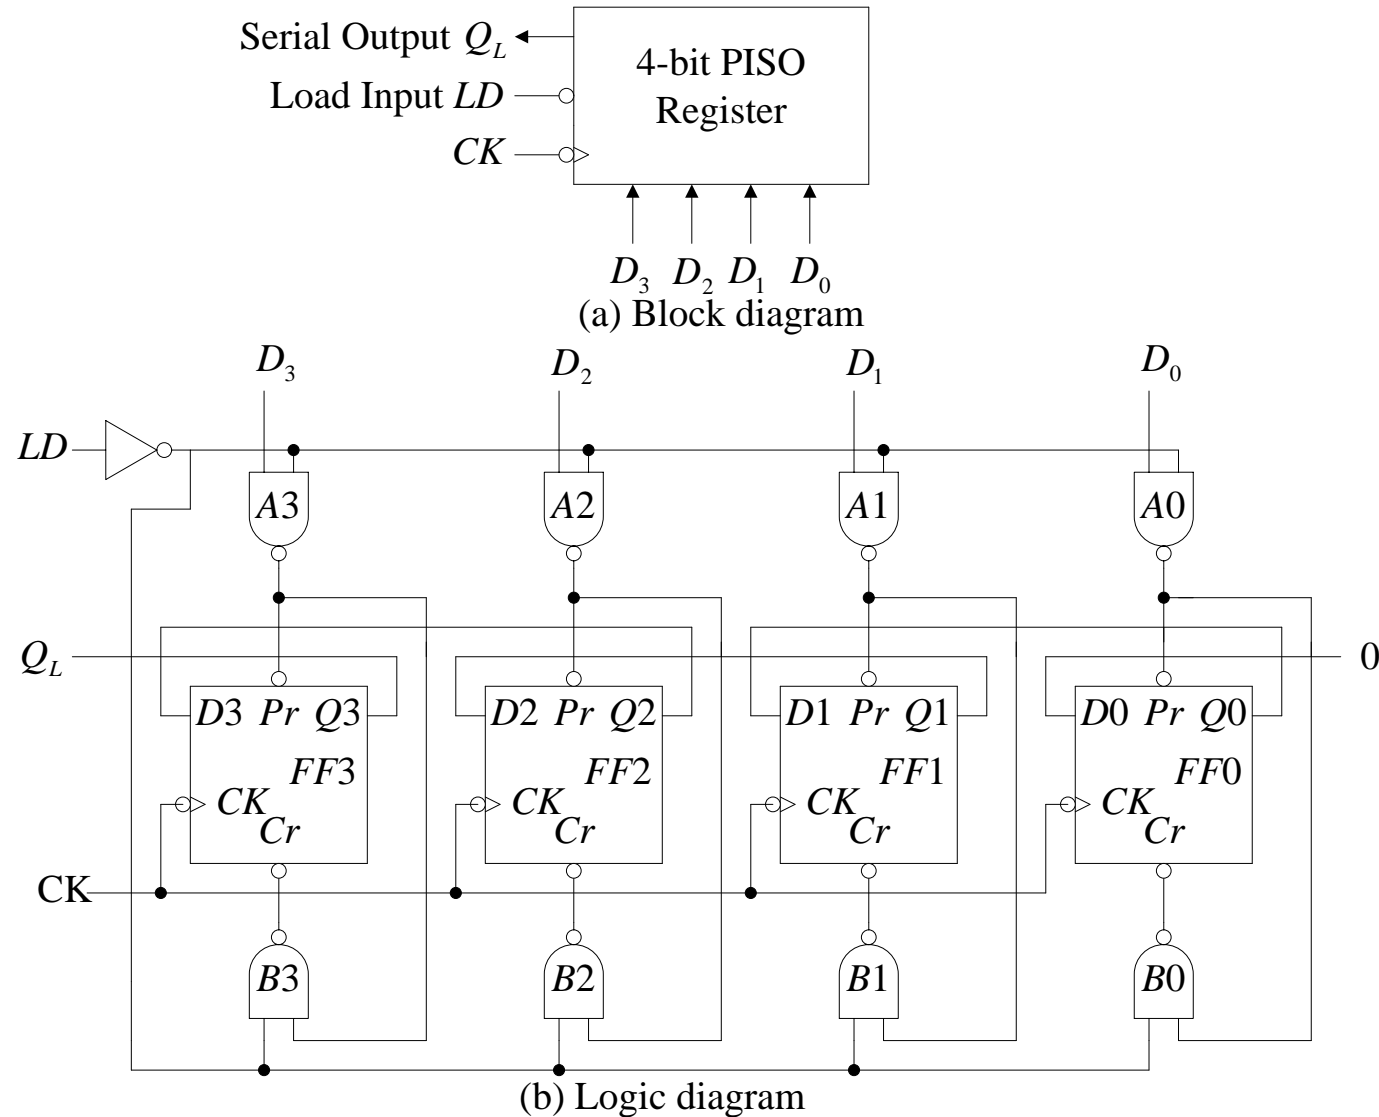 Serial Output Q_L
4-bit PISO
Register
Load Input LD
CK
D_3 D_2 D_1 D_0
(a) Block diagram
D_3 D_2 D_1 D_0
LD
A3 A2 A1 A0
Q_L 0
D3 Pr Q3 D2 Pr Q2 D1 Pr Q1 D0 Pr Q0
FF3 FF2 FF1 FF0
CK CK CK CK
Cr Cr Cr Cr
CK
B3 B2 B1 B0
(b) Logic diagram